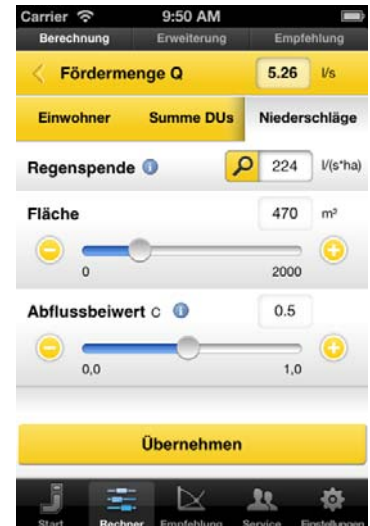 Carrier 9:50 AM
Berechnung Erweiterung Empfehlung
Fördermenge Q 5.26 l/s
Einwohner Summe DUs Niederschläge
Regenspende 224 l/(s*ha)
Fläche 470 m²
0 2000
Abflussbeiwert C 0.5
0,0 1,0
Übernehmen
Start Rechner Empfehlung Service Einstellungen